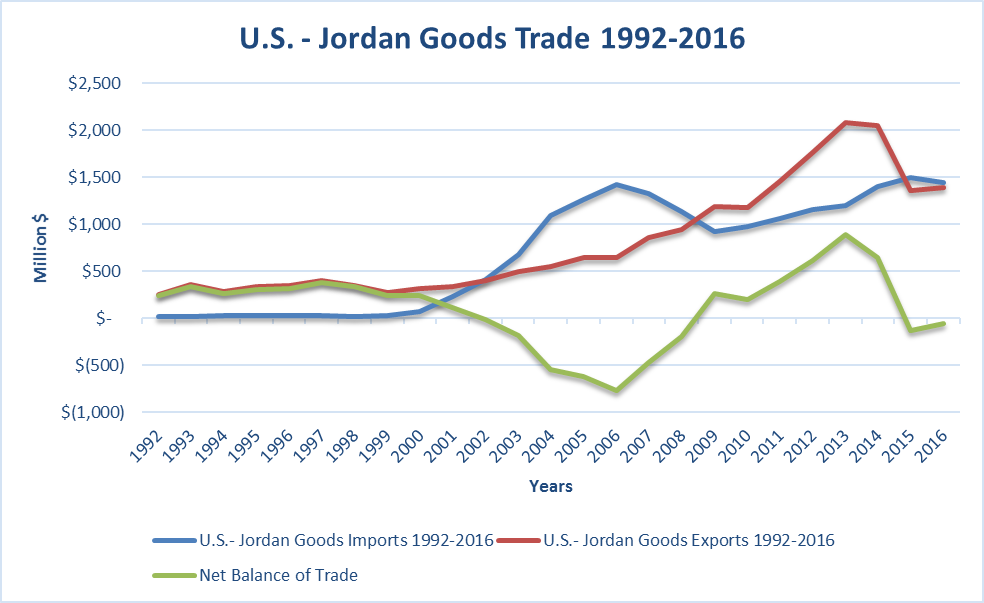 U.S. - Jordan Goods Trade 1992-2016
$2,500
$2,000
$1,500
$1,000
$500
$-
$(500)
$(1,000)
Million $
1992 1993 1994 1995 1996 1997 1998 1999 2000 2001 2002 2003 2004 2005 2006 2007 2008 2009 2010 2011 2012 2013 2014 2015 2016
Years
U.S.- Jordan Goods Imports 1992-2016 U.S.- Jordan Goods Exports 1992-2016
Net Balance of Trade